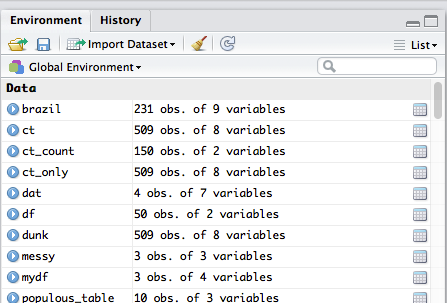 Environment History
Import Dataset List
Global Environment
Data
brazil 231 obs. of 9 variables
ct 509 obs. of 8 variables
ct_count 150 obs. of 2 variables
ct_only 509 obs. of 8 variables
dat 4 obs. of 7 variables
df 50 obs. of 2 variables
dunk 509 obs. of 8 variables
messy 3 obs. of 3 variables
mydf 3 obs. of 4 variables
populous_table 10 obs. of 3 variables